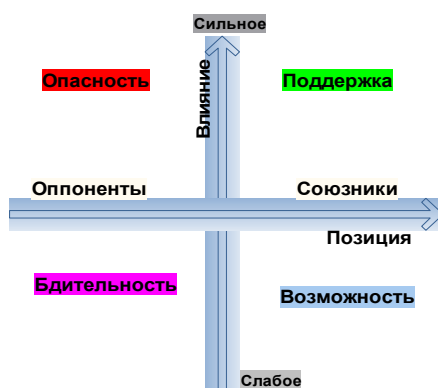 Сильное
Влияние
Опасность
Поддержка
Оппоненты
Союзники
Позиция
Бдительность
Возможность
Слабое